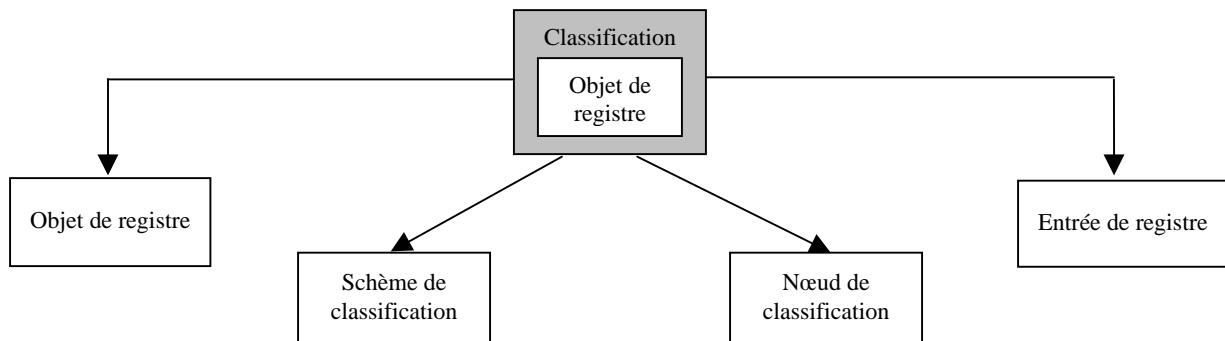 Classification
Objet de
registre
Objet de registre
Entrée de registre
Schème de
classification
Nœud de
classification